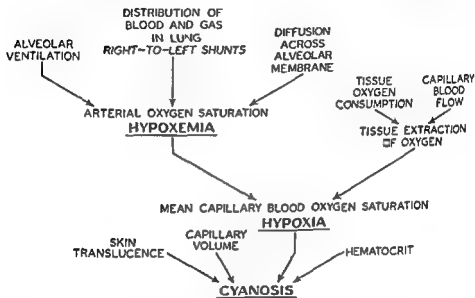 DISTRIBUTION OF
BLOOD AND GAS
IN LUNG
RIGHT-TO-LEFT SHUNTS
ALVEOLAR
VENTILATION
DIFFUSION
ACROSS
ALVEOLAR
MEMBRANE
TISSUE
OXYGEN
CONSUMPTION
CAPILLARY
BLOOD
FLOW
ARTERIAL OXYGEN SATURATION
HYPOXEMIA
TISSUE EXTRACTION
OF OXYGEN
MEAN CAPILLARY BLOOD OXYGEN SATURATION
HYPOXIA
SKIN
TRANSLUCENCE
CAPILLARY
VOLUME
HEMATOCRIT
CYANOSIS